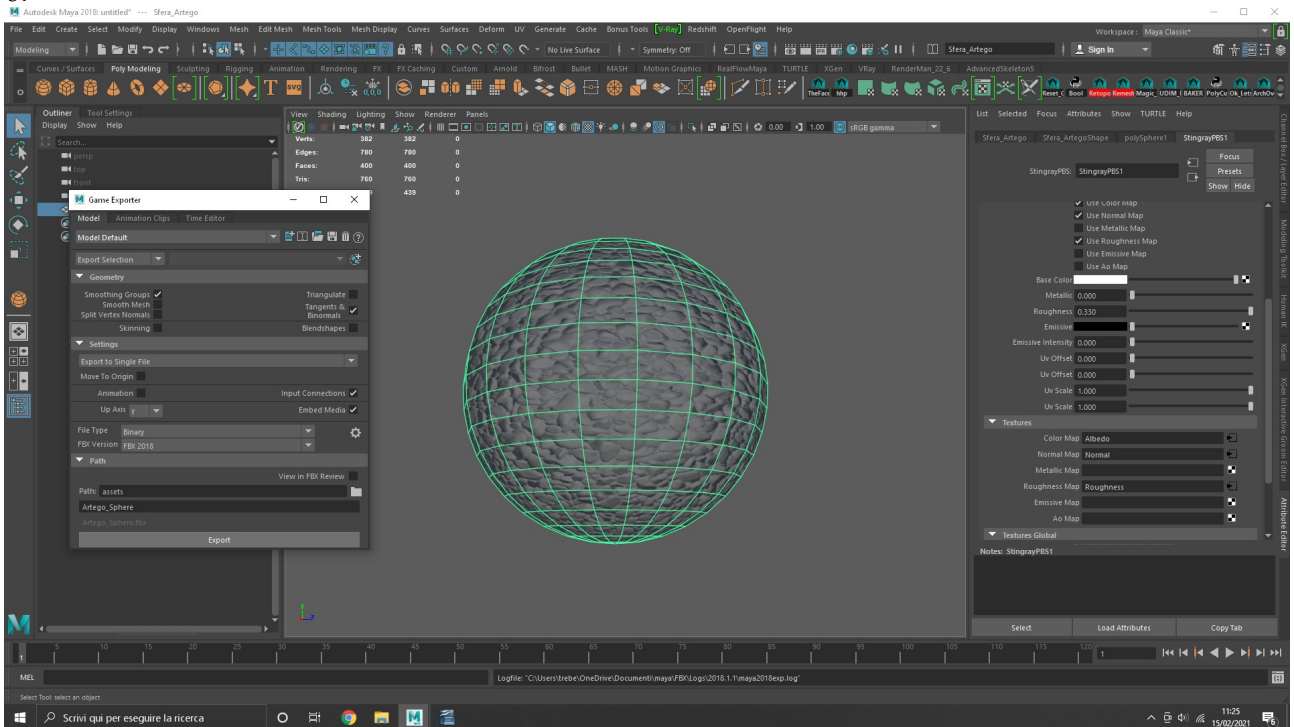 Autodesk Maya 2018: untitled* --- Sfera_Artego
File Edit Create Select Modify Display Windows Mesh Edit Mesh Mesh Tools Mesh Display Curves Surfaces Deform UV Generate Cache Bonus Tools [V-Ray] Redshift OpenFlight Help
Workspace: Maya Classic*
Modeling
No Live Surface
Symmetry: Off
Sfera_Artego
Sign In
Curves / Surfaces Poly Modeling Sculpting Rigging Animation Rendering FX FX Caching Custom Arnold Bifrost Bullet MASH Motion Graphics RealFlowMaya TURTLE XGen VRay RenderMan_22_6 AdvancedSkeleton5
Outliner Tool Settings
Display Show Help
Search...
persp
top
front
View Shading Lighting Show Renderer Panels
0.00 1.00 sRGB gamma
Verts: 382 382 0
Edges: 780 780 0
Faces: 400 400 0
Tris: 760 760 0
439 0
Game Exporter
Model Animation Clips Time Editor
Model Default
Export Selection
Geometry
Smoothing Groups Triangulate
Smooth Mesh Tangents & Binormals
Split Vertex Normals
Skinning Blendshapes
Settings
Export to Single File
Move To Origin
Animation Input Connections
Up Axis y Embed Media
File Type Binary
FBX Version FBX 2018
Path
View in FBX Review
Path: assets
Artego_Sphere
Artego_Sphere.fbx
Export
List Selected Focus Attributes Show TURTLE Help
Sfera_Artego Sfera_ArtegoShape polySphere1 StingrayPBS1
Focus
StingrayPBS: StingrayPBS1 Presets
Show Hide
Use Color Map
Use Normal Map
Use Metallic Map
Use Roughness Map
Use Emissive Map
Use Ao Map
Base Color
Metallic 0.000
Roughness 0.330
Emissive
Emissive Intensity 0.000
Uv Offset 0.000
Uv Offset 0.000
Uv Scale 1.000
Uv Scale 1.000
Textures
Color Map Albedo
Normal Map Normal
Metallic Map
Roughness Map Roughness
Emissive Map
Ao Map
Textures Global
Notes: StingrayPBS1
Select Load Attributes Copy Tab
Channel Box / Layer Editor
Modeling Toolkit
Human IK
XGen
XGen Interactive Groom Editor
Attribute Editor
y
z
1 5 10 15 20 25 30 35 40 45 50 55 60 65 70 75 80 85 90 95 100 105 110 115 120 1
MEL
Logfile: "C:\Users\trebe\OneDrive\Documenti\maya\FBX\Logs\2018.1.1\maya2018exp.log"
Select Tool: select an object
Scrivi qui per eseguire la ricerca
11:25
15/02/2021